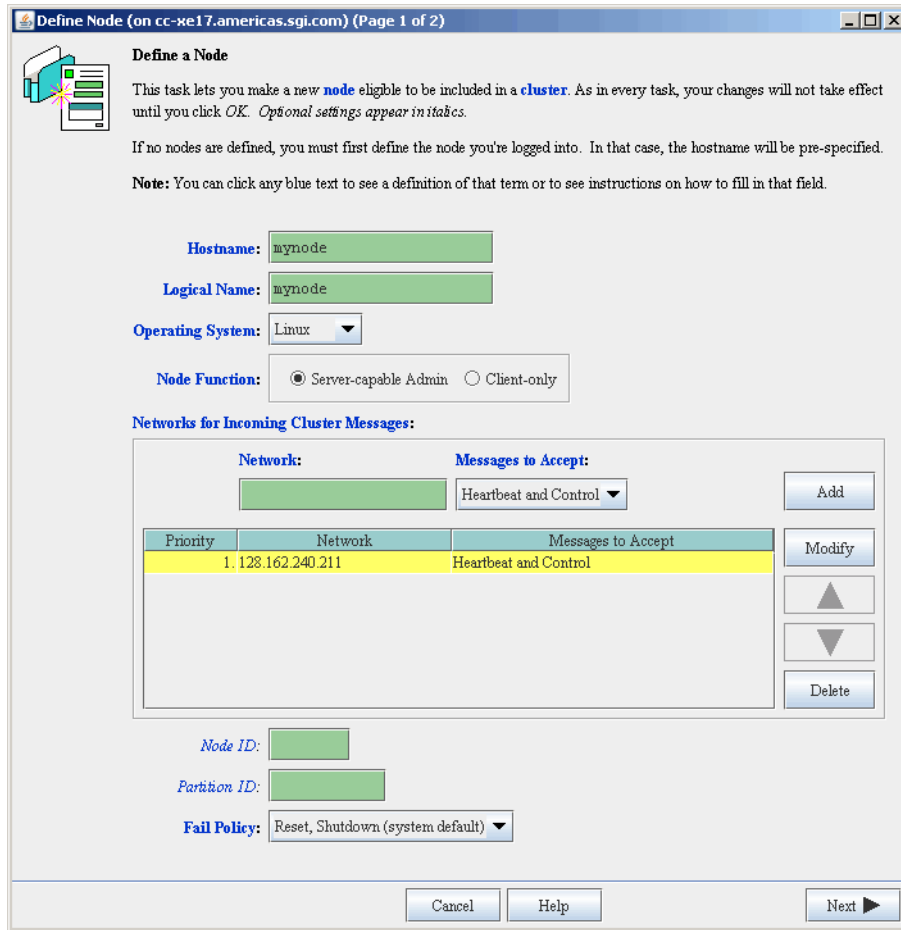 Define Node (on cc-xe17.americas.sgi.com) (Page 1 of 2)
Define a Node
This task lets you make a new node eligible to be included in a cluster. As in every task, your changes will not take effect
until you click OK. Optional settings appear in italics.
If no nodes are defined, you must first define the node you're logged into. In that case, the hostname will be pre-specified.
Note: You can click any blue text to see a definition of that term or to see instructions on how to fill in that field.
Hostname: mynode
Logical Name: mynode
Operating System: Linux
Node Function: Server-capable Admin Client-only
Networks for Incoming Cluster Messages:
Network: Messages to Accept:
Heartbeat and Control Add
Priority Network Messages to Accept
Modify
1. 128.162.240.211 Heartbeat and Control
Delete
Node ID:
Partition ID:
Fail Policy: Reset, Shutdown (system default)
Cancel Help Next